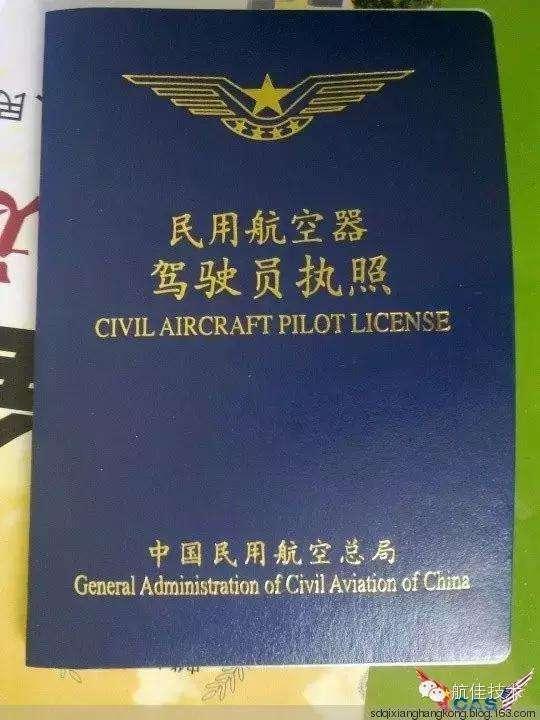 民用航空器
驾驶员执照
CIVIL AIRCRAFT PILOT LICENSE
中国民用航空总局
General Administration of Civil Aviation of China
航佳技术
CAS
sdqixianghangkong.blog.163.com